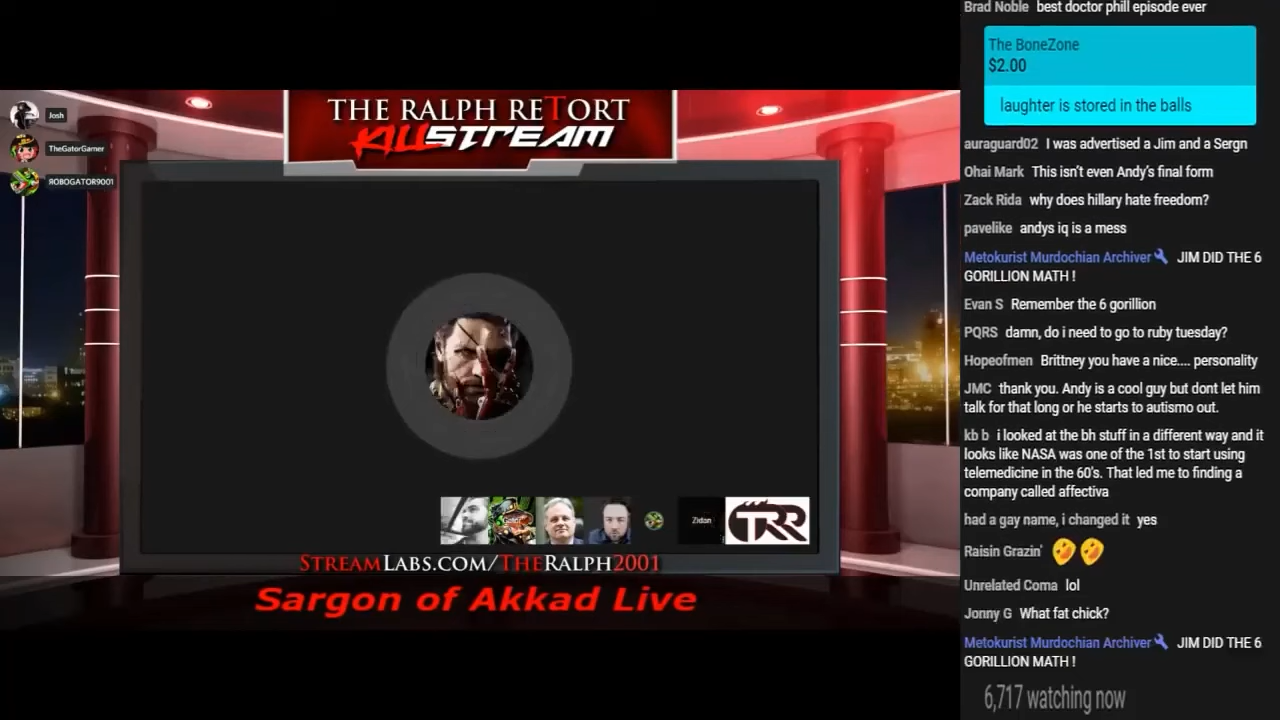 Josh
TheGatorGamer
ROBOGATOR9001
THE RALPH RETORT
KILLSTREAM
Zidan
TRR
STREAMLABS.COM/THERALPH2001
Sargon of Akkad Live
Brad Noble best doctor phill episode ever
The BoneZone
$2.00
laughter is stored in the balls
auraguard02 I was advertised a Jim and a Sergn
Ohai Mark This isn't even Andy's final form
Zack Rida why does hillary hate freedom?
pavelike andys iq is a mess
Metokurist Murdochian Archiver JIM DID THE 6
GORILLION MATH !
Evan S Remember the 6 gorillion
PQRS damn, do i need to go to ruby tuesday?
Hopeofmen Brittney you have a nice.... personality
JMC thank you. Andy is a cool guy but dont let him
talk for that long or he starts to autismo out.
kb b i looked at the bh stuff in a different way and it
looks like NASA was one of the 1st to start using
telemedicine in the 60's. That led me to finding a
company called affectiva
had a gay name, i changed it yes
Raisin Grazin'
Unrelated Coma lol
Jonny G What fat chick?
Metokurist Murdochian Archiver JIM DID THE 6
GORILLION MATH !
6,717 watching now